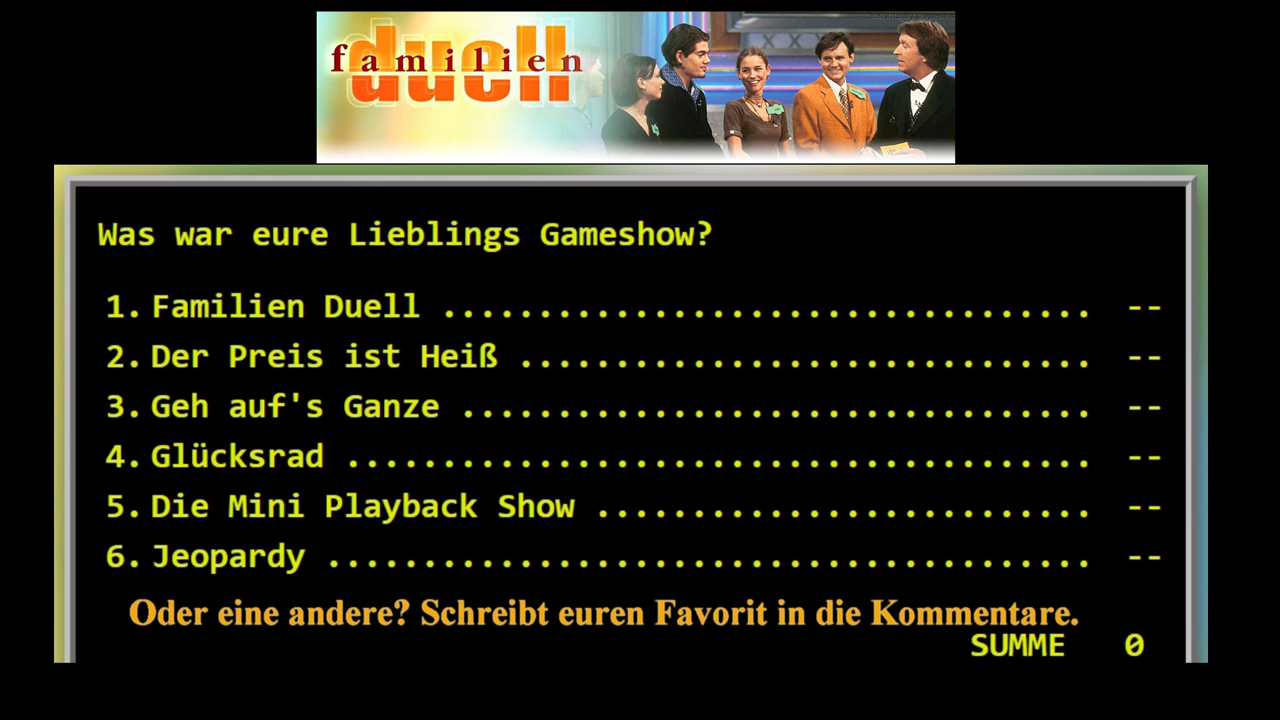 familien
duell
Was war eure Lieblings Gameshow?
1. Familien Duell .................................. --
2. Der Preis ist Heiß .............................. --
3. Geh auf's Ganze ................................. --
4. Glücksrad ....................................... --
5. Die Mini Playback Show .......................... --
6. Jeopardy ........................................ --
Oder eine andere? Schreibt euren Favorit in die Kommentare.
SUMME 0